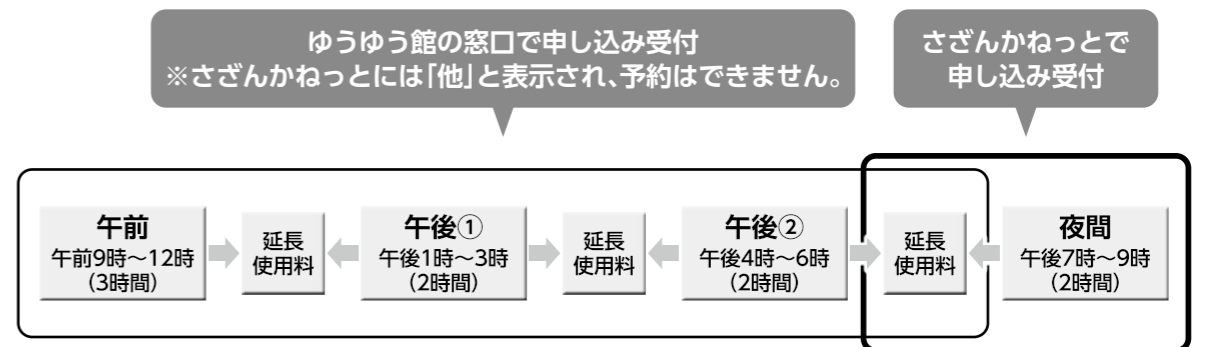 ゆうゆう館の窓口で申し込み受付
※さざんかねっとには「他」と表示され、予約はできません。
さざんかねっとで
申し込み受付
午前
午前9時～12時
(3時間)
延長
使用料
午後①
午後1時～3時
(2時間)
延長
使用料
午後②
午後4時～6時
(2時間)
延長
使用料
夜間
午後7時～9時
(2時間)